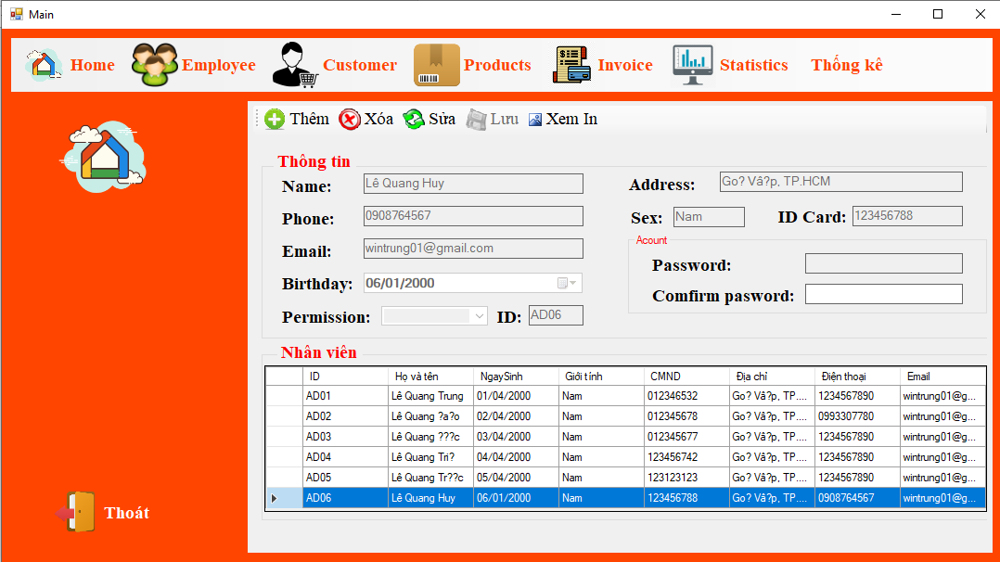 Main
Home Employee Customer Products Invoice Statistics Thống kê
Thêm Xóa Sửa Lưu Xem In
Thông tin
Name: Lê Quang Huy
Address: Go? Vâ?p, TP.HCM
Phone: 0908764567
Sex: Nam ID Card: 123456788
Email: wintrung01@gmail.com
Acount
Password:
Birthday: 06/01/2000
Comfirm pasword:
Permission: ID: AD06
Nhân viên
ID Họ và tên NgaySinh Giới tính CMND Địa chỉ Điện thoại Email
AD01 Lê Quang Trung 01/04/2000 Nam 012346532 Go? Vâ?p, TP.... 1234567890 wintrung01@g...
AD02 Lê Quang ?a?o 02/04/2000 Nam 012345678 Go? Vâ?p, TP.... 0993307780 wintrung01@g...
AD03 Lê Quang ???c 03/04/2000 Nam 012345677 Go? Vâ?p, TP.... 1234567890 wintrung01@g...
AD04 Lê Quang Tri? 04/04/2000 Nam 123456742 Go? Vâ?p, TP.... 1234567890 wintrung01@g...
AD05 Lê Quang Tr??c 05/04/2000 Nam 123123123 Go? Vâ?p, TP.... 1234567890 wintrung01@g...
AD06 Lê Quang Huy 06/01/2000 Nam 123456788 Go? Vâ?p, TP.... 0908764567 wintrung01@g...
Thoát